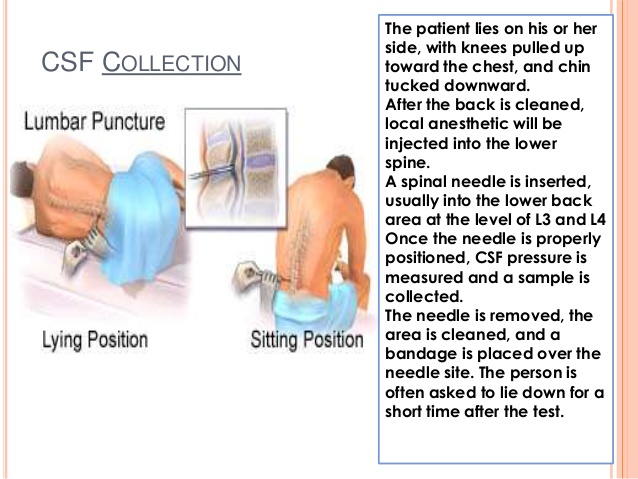 CSF COLLECTION
Lumbar Puncture
Lying Position
Sitting Position
The patient lies on his or her
side, with knees pulled up
toward the chest, and chin
tucked downward.
After the back is cleaned,
local anesthetic will be
injected into the lower
spine.
A spinal needle is inserted,
usually into the lower back
area at the level of L3 and L4
Once the needle is properly
positioned, CSF pressure is
measured and a sample is
collected.
The needle is removed, the
area is cleaned, and a
bandage is placed over the
needle site. The person is
often asked to lie down for a
short time after the test.